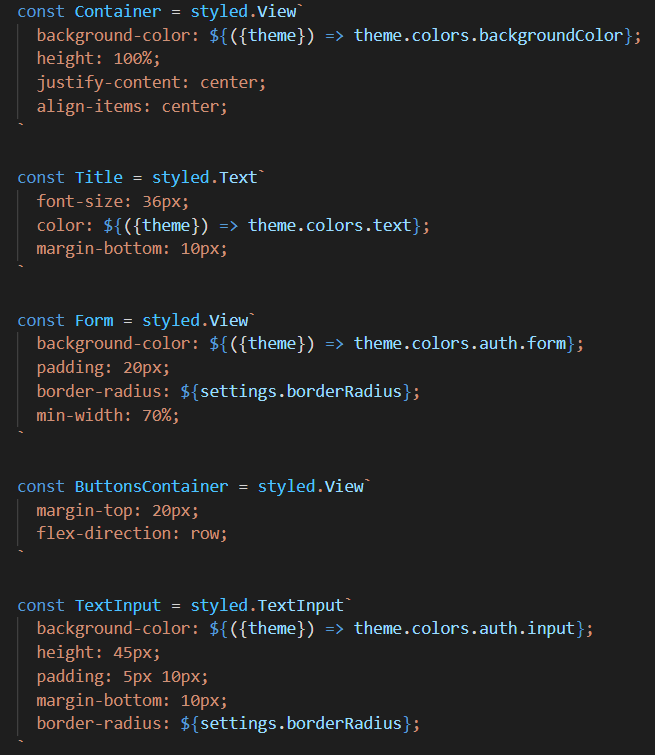 const Container = styled.View`
background-color: ${({theme}) => theme.colors.backgroundColor};
height: 100%;
justify-content: center;
align-items: center;
`
const Title = styled.Text`
font-size: 36px;
color: ${({theme}) => theme.colors.text};
margin-bottom: 10px;
`
const Form = styled.View`
background-color: ${({theme}) => theme.colors.auth.form};
padding: 20px;
border-radius: ${settings.borderRadius};
min-width: 70%;
`
const ButtonsContainer = styled.View`
margin-top: 20px;
flex-direction: row;
`
const TextInput = styled.TextInput`
background-color: ${({theme}) => theme.colors.auth.input};
height: 45px;
padding: 5px 10px;
margin-bottom: 10px;
border-radius: ${settings.borderRadius};
`